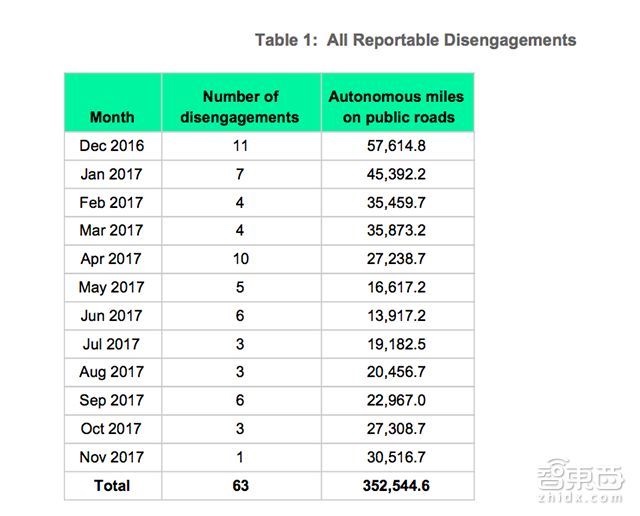 Table 1: All Reportable Disengagements
Month Number of disengagements Autonomous miles on public roads
Dec 2016 11 57,614.8
Jan 2017 7 45,392.2
Feb 2017 4 35,459.7
Mar 2017 4 35,873.2
Apr 2017 10 27,238.7
May 2017 5 16,617.2
Jun 2017 6 13,917.2
Jul 2017 3 19,182.5
Aug 2017 3 20,456.7
Sep 2017 6 22,967.0
Oct 2017 3 27,308.7
Nov 2017 1 30,516.7
Total 63 352,544.6
智東西
zhidx.com